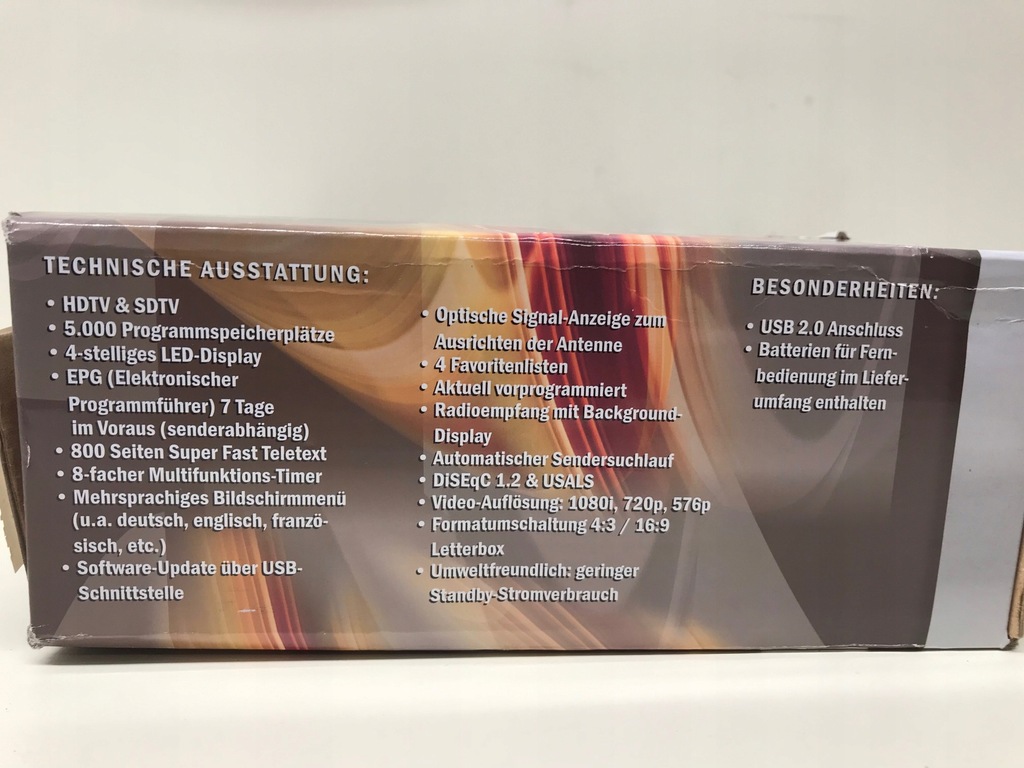 TECHNISCHE AUSSTATTUNG:
• HDTV & SDTV
• 5.000 Programmspeicherplätze
• 4-stelliges LED-Display
• EPG (Elektronischer
Programmführer) 7 Tage
im Voraus (senderabhängig)
• 800 Seiten Super Fast Teletext
• 8-facher Multifunktions-Timer
• Mehrsprachiges Bildschirmmenü
(u.a. deutsch, englisch, franzö-
sisch, etc.)
• Software-Update über USB-
Schnittstelle
• Optische Signal-Anzeige zum
Ausrichten der Antenne
• 4 Favoritenlisten
• Aktuell vorprogrammiert
• Radioempfang mit Background-
Display
• Automatischer Sendersuchlauf
• DiSEqC 1.2 & USALS
• Video-Auflösung: 1080i, 720p, 576p
• Formatumschaltung 4:3 / 16:9
Letterbox
• Umweltfreundlich: geringer
Standby-Stromverbrauch
BESONDERHEITEN:
• USB 2.0 Anschluss
• Batterien für Fern-
bedienung im Liefer-
umfang enthalten